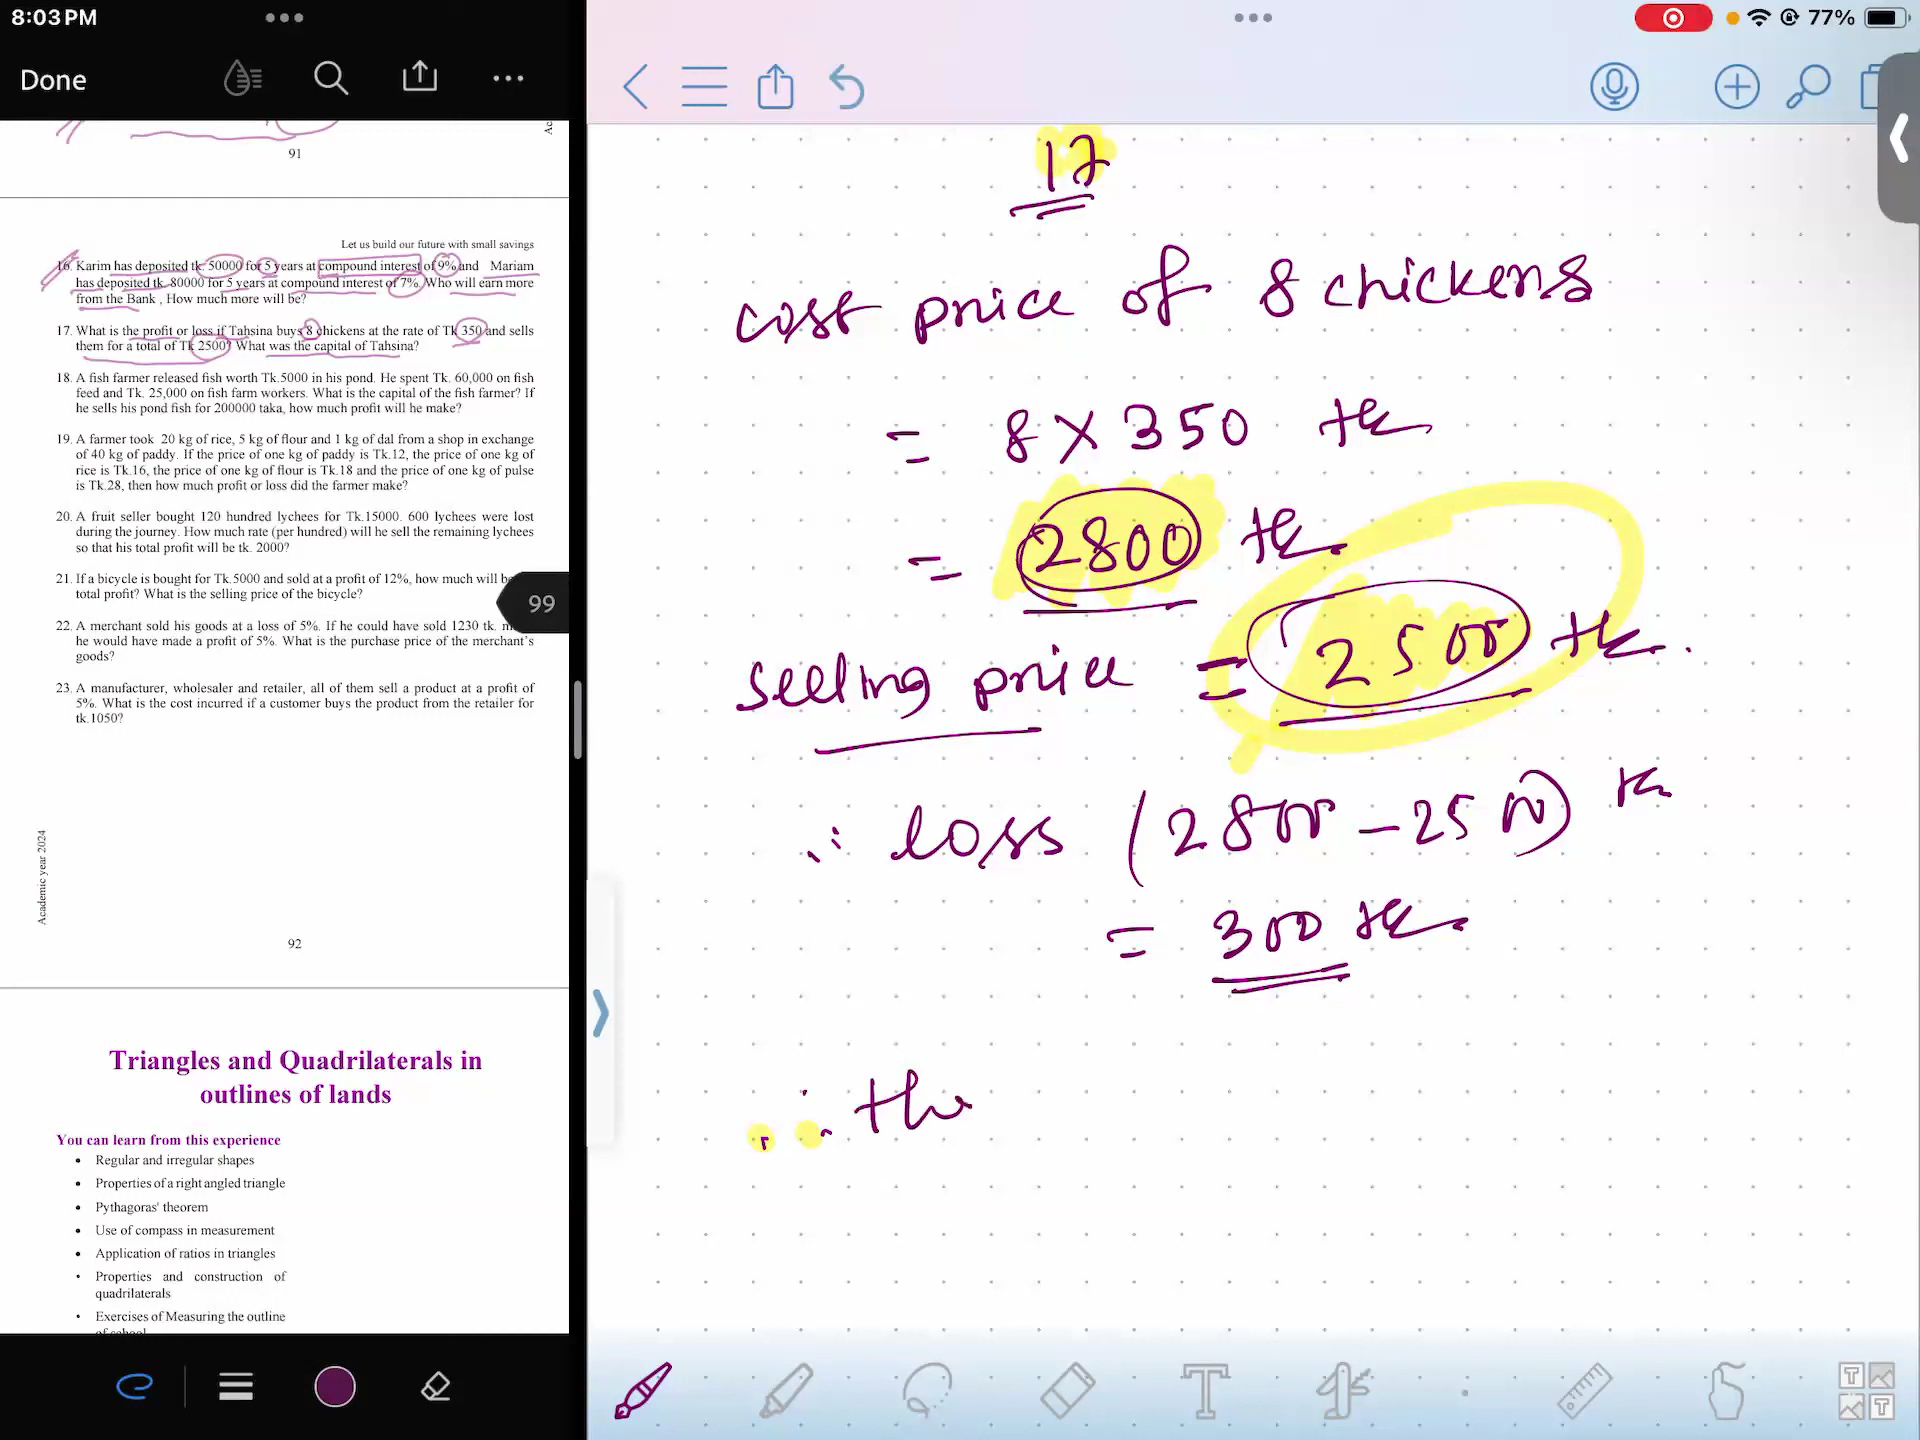 8:03 PM
77%
Done
91
Let us build our future with small savings
16. Karim has deposited tk. 50000 for 5 years at compound interest of 9% and Mariam
has deposited tk. 80000 for 5 years at compound interest of 7%. Who will earn more
from the Bank , How much more will be?
17. What is the profit or loss if Tahsina buys 8 chickens at the rate of Tk 350 and sells
them for a total of Tk 2500? What was the capital of Tahsina?
18. A fish farmer released fish worth Tk.5000 in his pond. He spent Tk. 60,000 on fish
feed and Tk. 25,000 on fish farm workers. What is the capital of the fish farmer? If
he sells his pond fish for 200000 taka, how much profit will he make?
19. A farmer took 20 kg of rice, 5 kg of flour and 1 kg of dal from a shop in exchange
of 40 kg of paddy. If the price of one kg of paddy is Tk.12, the price of one kg of
rice is Tk.16, the price of one kg of flour is Tk.18 and the price of one kg of pulse
is Tk.28, then how much profit or loss did the farmer make?
20. A fruit seller bought 120 hundred lychees for Tk.15000. 600 lychees were lost
during the journey. How much rate (per hundred) will he sell the remaining lychees
so that his total profit will be tk. 2000?
21. If a bicycle is bought for Tk.5000 and sold at a profit of 12%, how much will
total profit? What is the selling price of the bicycle?
99
22. A merchant sold his goods at a loss of 5%. If he could have sold 1230 tk.
he would have made a profit of 5%. What is the purchase price of the merchant's
goods?
23. A manufacturer, wholesaler and retailer, all of them sell a product at a profit of
5%. What is the cost incurred if a customer buys the product from the retailer for
tk.1050?
Academic year 2024
92
Triangles and Quadrilaterals in
outlines of lands
You can learn from this experience
• Regular and irregular shapes
• Properties of a right angled triangle
• Pythagoras' theorem
• Use of compass in measurement
• Application of ratios in triangles
• Properties and construction of
quadrilaterals
• Exercises of Measuring the outline
of school
17
cost price of 8 chickens
= 8 × 350 tk
= 2800 tk
selling price = 2500 tk.
∴ loss (2800 - 2500) tk
= 300 tk
∴ the